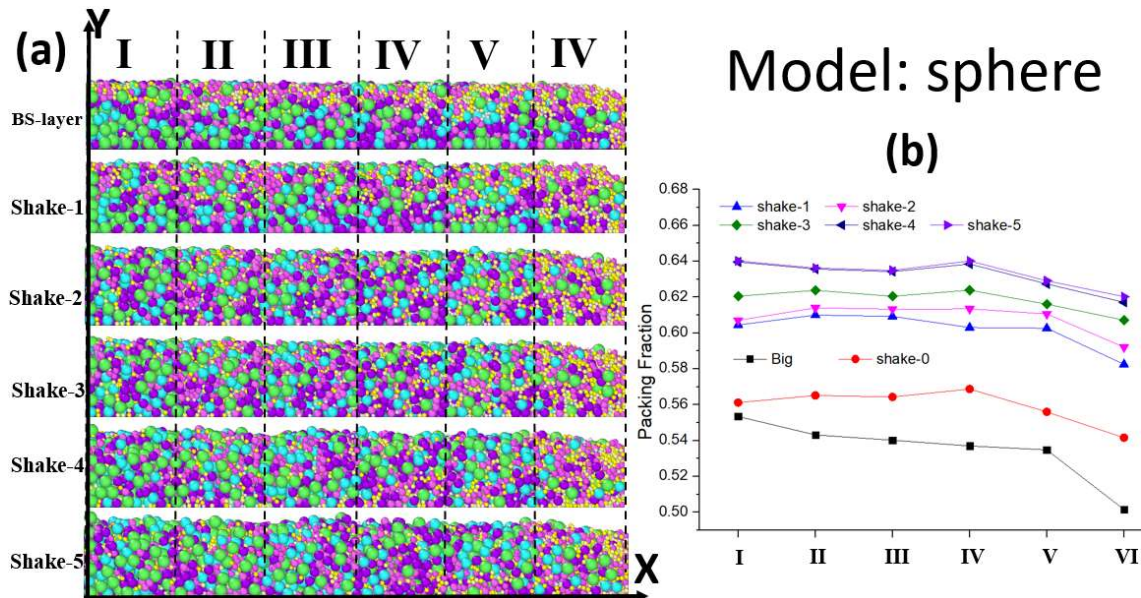 Y
(a)
I II III IV V IV
BS-layer
Shake-1
Shake-2
Shake-3
Shake-4
Shake-5
X
Model: sphere
(b)
0.68
0.66
0.64
0.62
0.60
0.58
0.56
0.54
0.52
0.50
Packing Fraction
shake-1 shake-2
shake-3 shake-4 shake-5
Big shake-0
I II III IV V VI